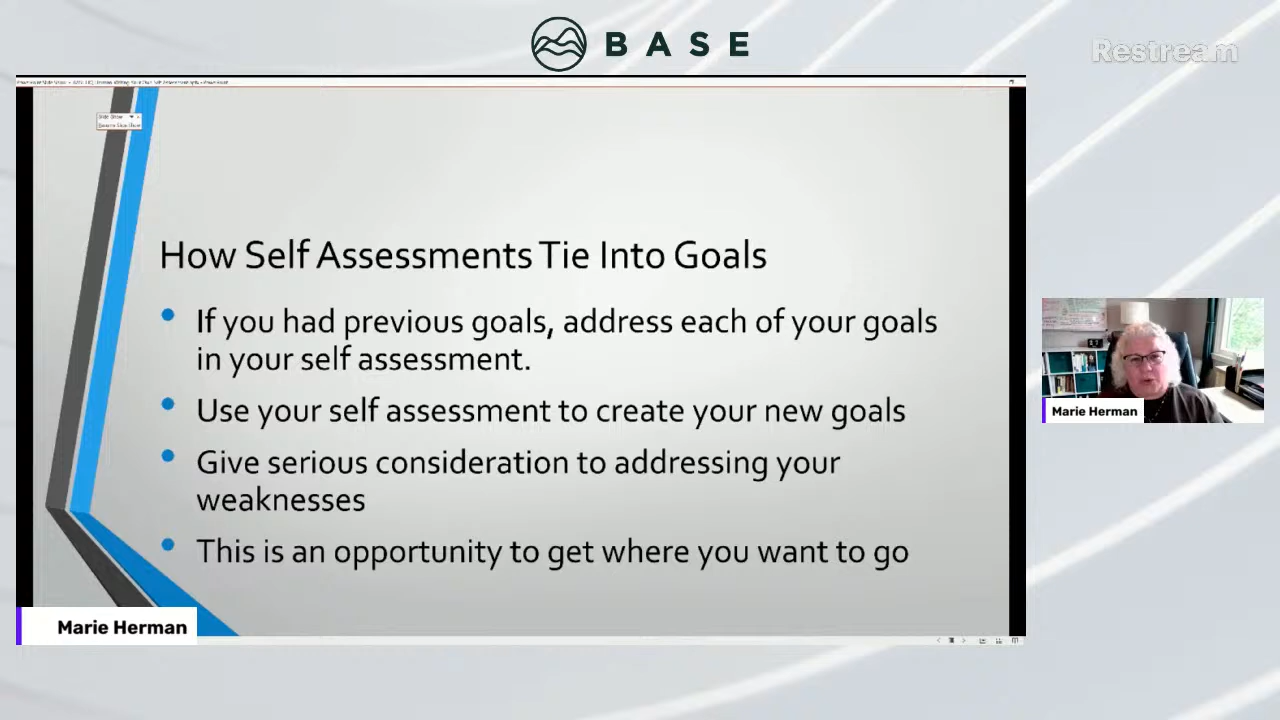 BASE
Restream
Slide Show
How Self Assessments Tie Into Goals
• If you had previous goals, address each of your goals
in your self assessment.
• Use your self assessment to create your new goals
• Give serious consideration to addressing your
weaknesses
• This is an opportunity to get where you want to go
Marie Herman
Marie Herman